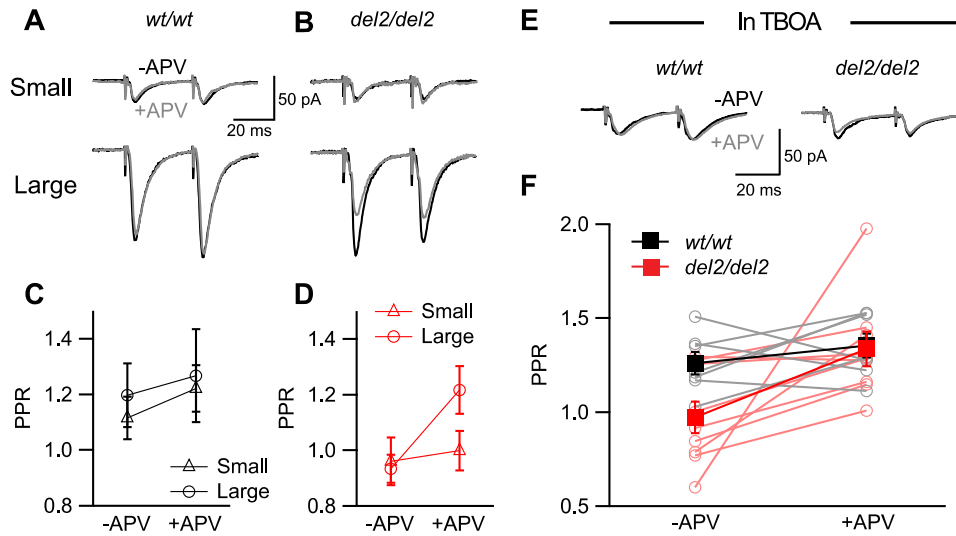 A
wt/wt
B
del2/del2
Small
-APV
+APV
50 pA
20 ms
Large
E
In TBOA
wt/wt
del2/del2
-APV
+APV
50 pA
20 ms
C
1.4
1.2
1.0
0.8
PPR
Small
Large
-APV
+APV
D
Small
Large
1.4
1.2
1.0
0.8
PPR
-APV
+APV
F
2.0
1.5
1.0
0.5
PPR
wt/wt
del2/del2
-APV
+APV